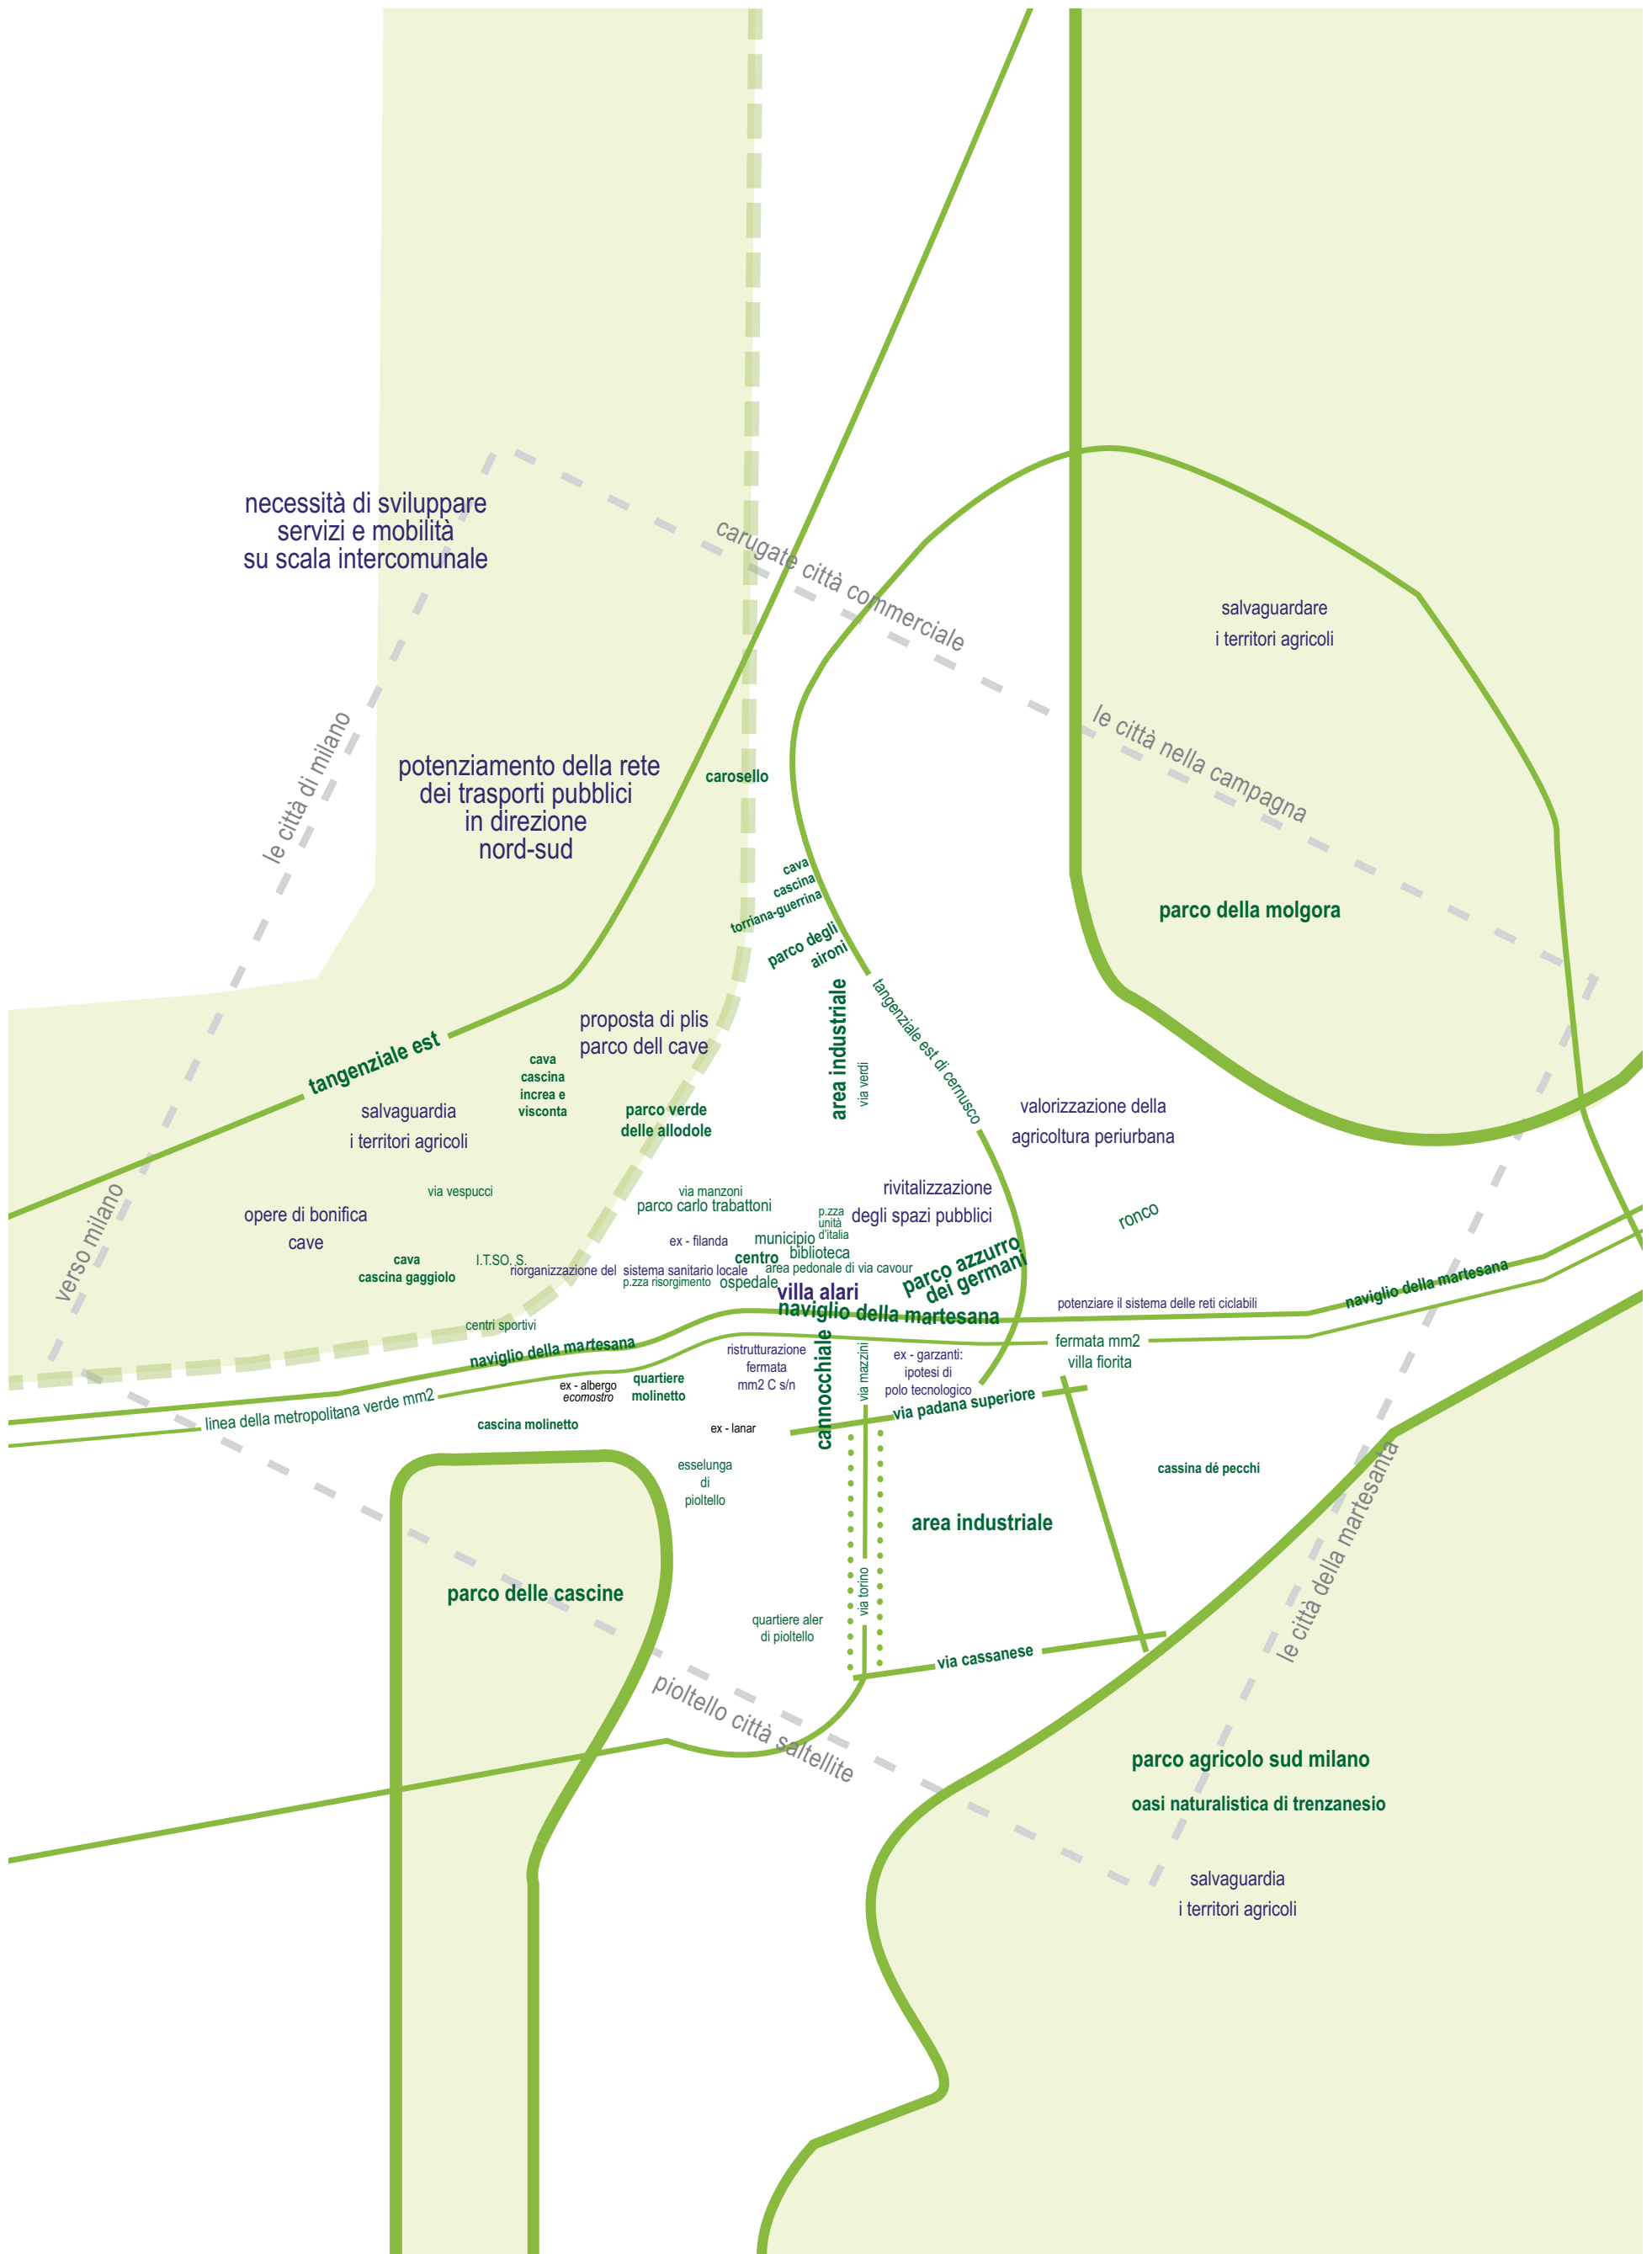 necessità di sviluppare
servizi e mobilità
su scala intercomunale
carugate città commerciale
salvaguardare
i territori agricoli
le città di milano
le città nella campagna
potenziamento della rete
dei trasporti pubblici
in direzione
nord-sud
carosello
cava
cascina
torriana-guerrina
parco degli
aironi
parco della molgora
area industriale
via verdi
tangenziale est di cernusco
proposta di plis
parco dell cave
tangenziale est
cava
cascina
increa e
visconta
salvaguardia
i territori agricoli
parco verde
delle allodole
valorizzazione della
agricoltura periurbana
verso milano
via vespucci
via manzoni
parco carlo trabattoni
rivitalizzazione
degli spazi pubblici
opere di bonifica
cave
p.zza
unità
d'italia
ronco
ex - filanda
municipio
biblioteca
centro
cava
cascina gaggiolo
I.T.SO. S.
riorganizzazione del sistema sanitario locale
area pedonale di via cavour
p.zza risorgimento
ospedale
parco azzurro
dei germani
villa alari
naviglio della martesana
potenziare il sistema delle reti ciclabili
naviglio della martesana
centri sportivi
naviglio della martesana
fermata mm2
villa fiorita
ristrutturazione
fermata
mm2 C s/n
cannocchiale
via mazzini
ex - garzanti:
ipotesi di
polo tecnologico
ex - albergo
ecomostro
quartiere
molinetto
linea della metropolitana verde mm2
via padana superiore
cascina molinetto
ex - lanar
esselunga
di
pioltello
cassina dé pecchi
area industriale
le città della martesanta
parco delle cascine
via torino
quartiere aler
di pioltello
via cassanese
pioltello città saltellite
parco agricolo sud milano
oasi naturalistica di trenzanesio
salvaguardia
i territori agricoli